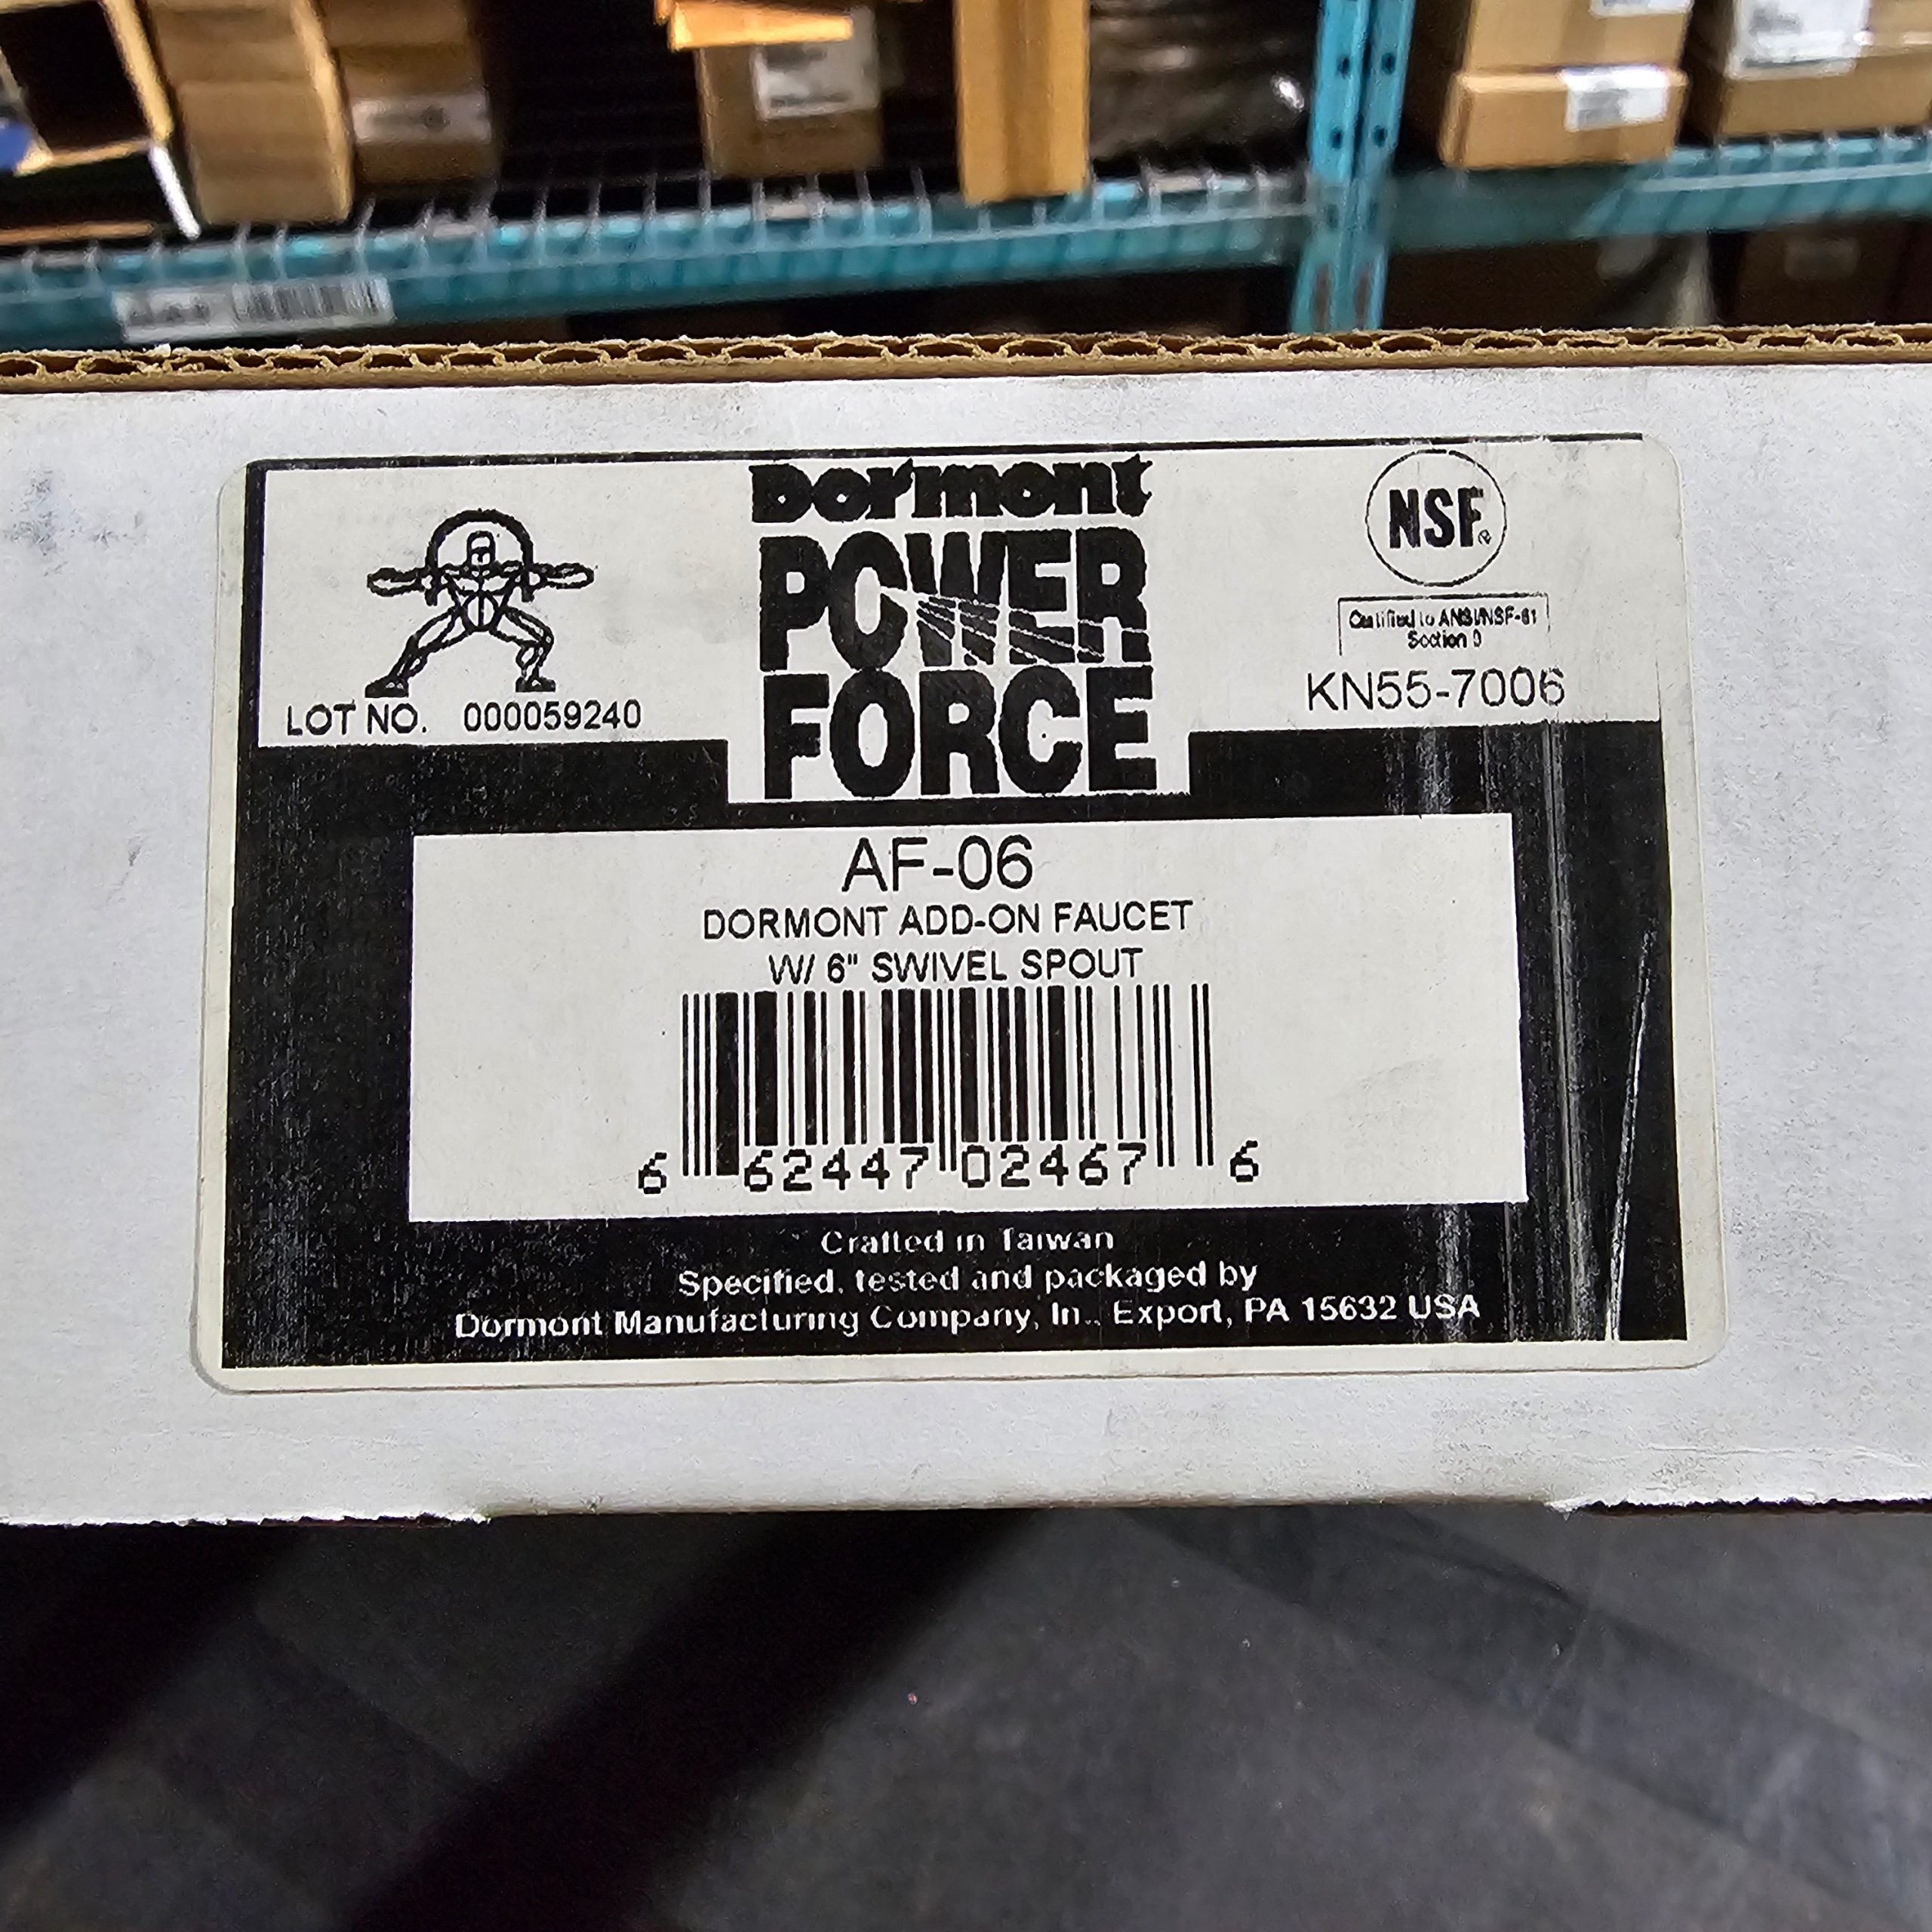 Dormont
POWER
FORCE
NSF®
Certified to ANSI/NSF-61
Section 9
KN55-7006
LOT NO. 000059240
AF-06
DORMONT ADD-ON FAUCET
W/ 6" SWIVEL SPOUT
6 62447 02467 6
Crafted in Taiwan
Specified, tested and packaged by
Dormont Manufacturing Company, In., Export, PA 15632 USA